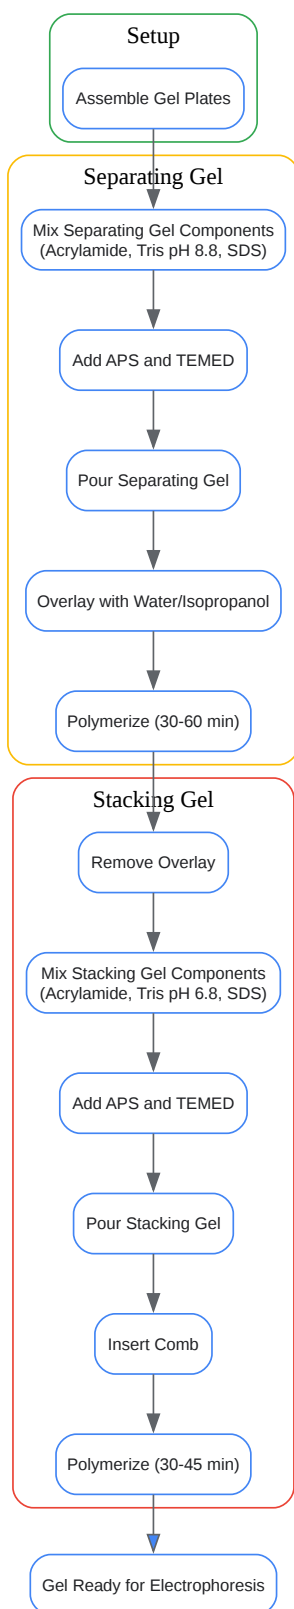 Setup
Assemble Gel Plates
Separating Gel
Mix Separating Gel Components
(Acrylamide, Tris pH 8.8, SDS)
Add APS and TEMED
Pour Separating Gel
Overlay with Water/Isopropanol
Polymerize (30-60 min)
Stacking Gel
Remove Overlay
Mix Stacking Gel Components
(Acrylamide, Tris pH 6.8, SDS)
Add APS and TEMED
Pour Stacking Gel
Insert Comb
Polymerize (30-45 min)
Gel Ready for Electrophoresis